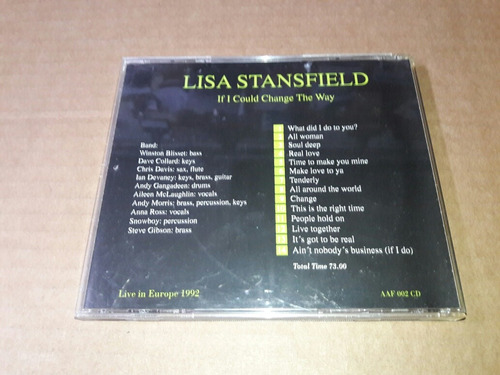 LISA STANSFIELD
If I Could Change The Way
Band:
Winston Blisset: bass
Dave Collard: keys
Chris Davis: sax, flute
Ian Devaney: keys, brass, guitar
Andy Gangadeen: drums
Aileen McLaughlin: vocals
Andy Morris: brass, percussion, keys
Anna Ross: vocals
Snowboy: percussion
Steve Gibson: brass
What did I do to you?
All woman
Soul deep
Real love
Time to make you mine
Make love to ya
Tenderly
All around the world
Change
This is the right time
People hold on
Live together
It's got to be real
Ain't nobody's business (if I do)
Total Time 73.00
Live in Europe 1992
AAF 002 CD